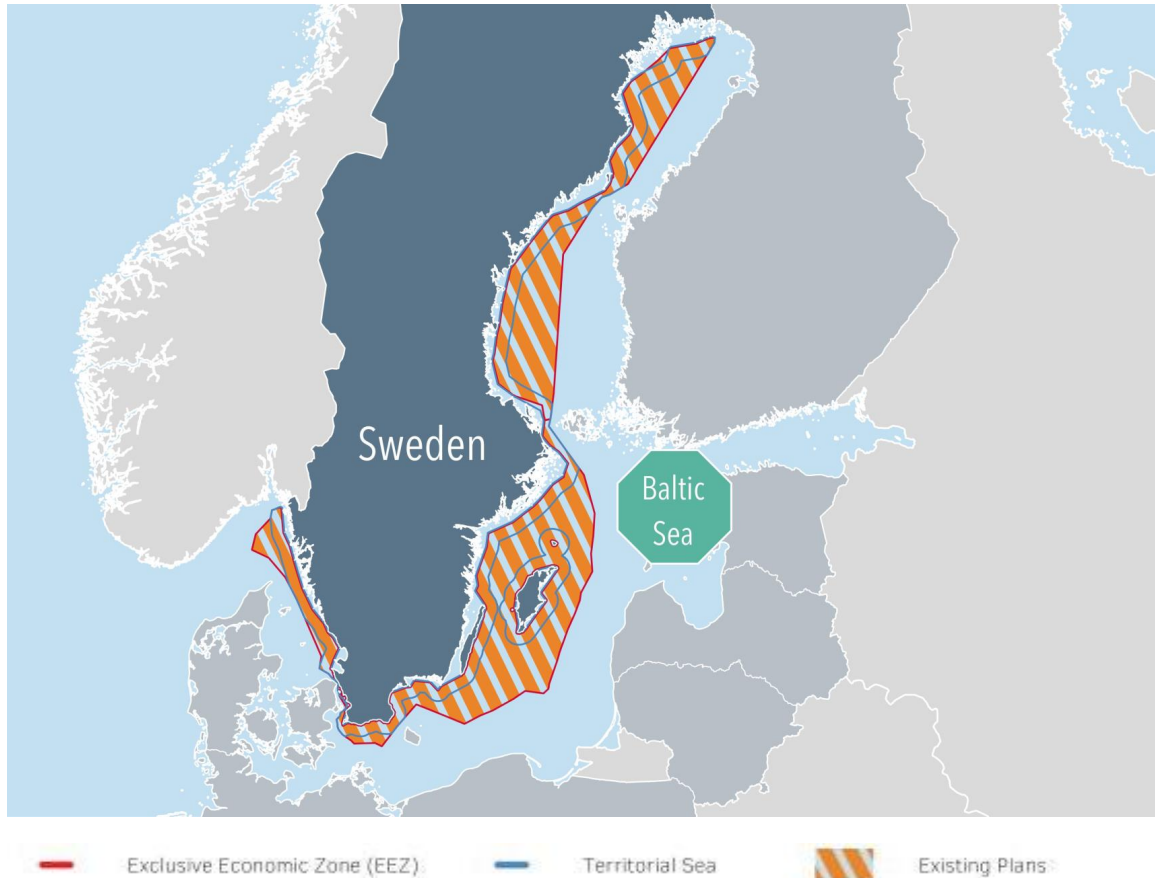 Sweden
Baltic
Sea
Exclusive Economic Zone (EEZ)
Territorial Sea
Existing Plans